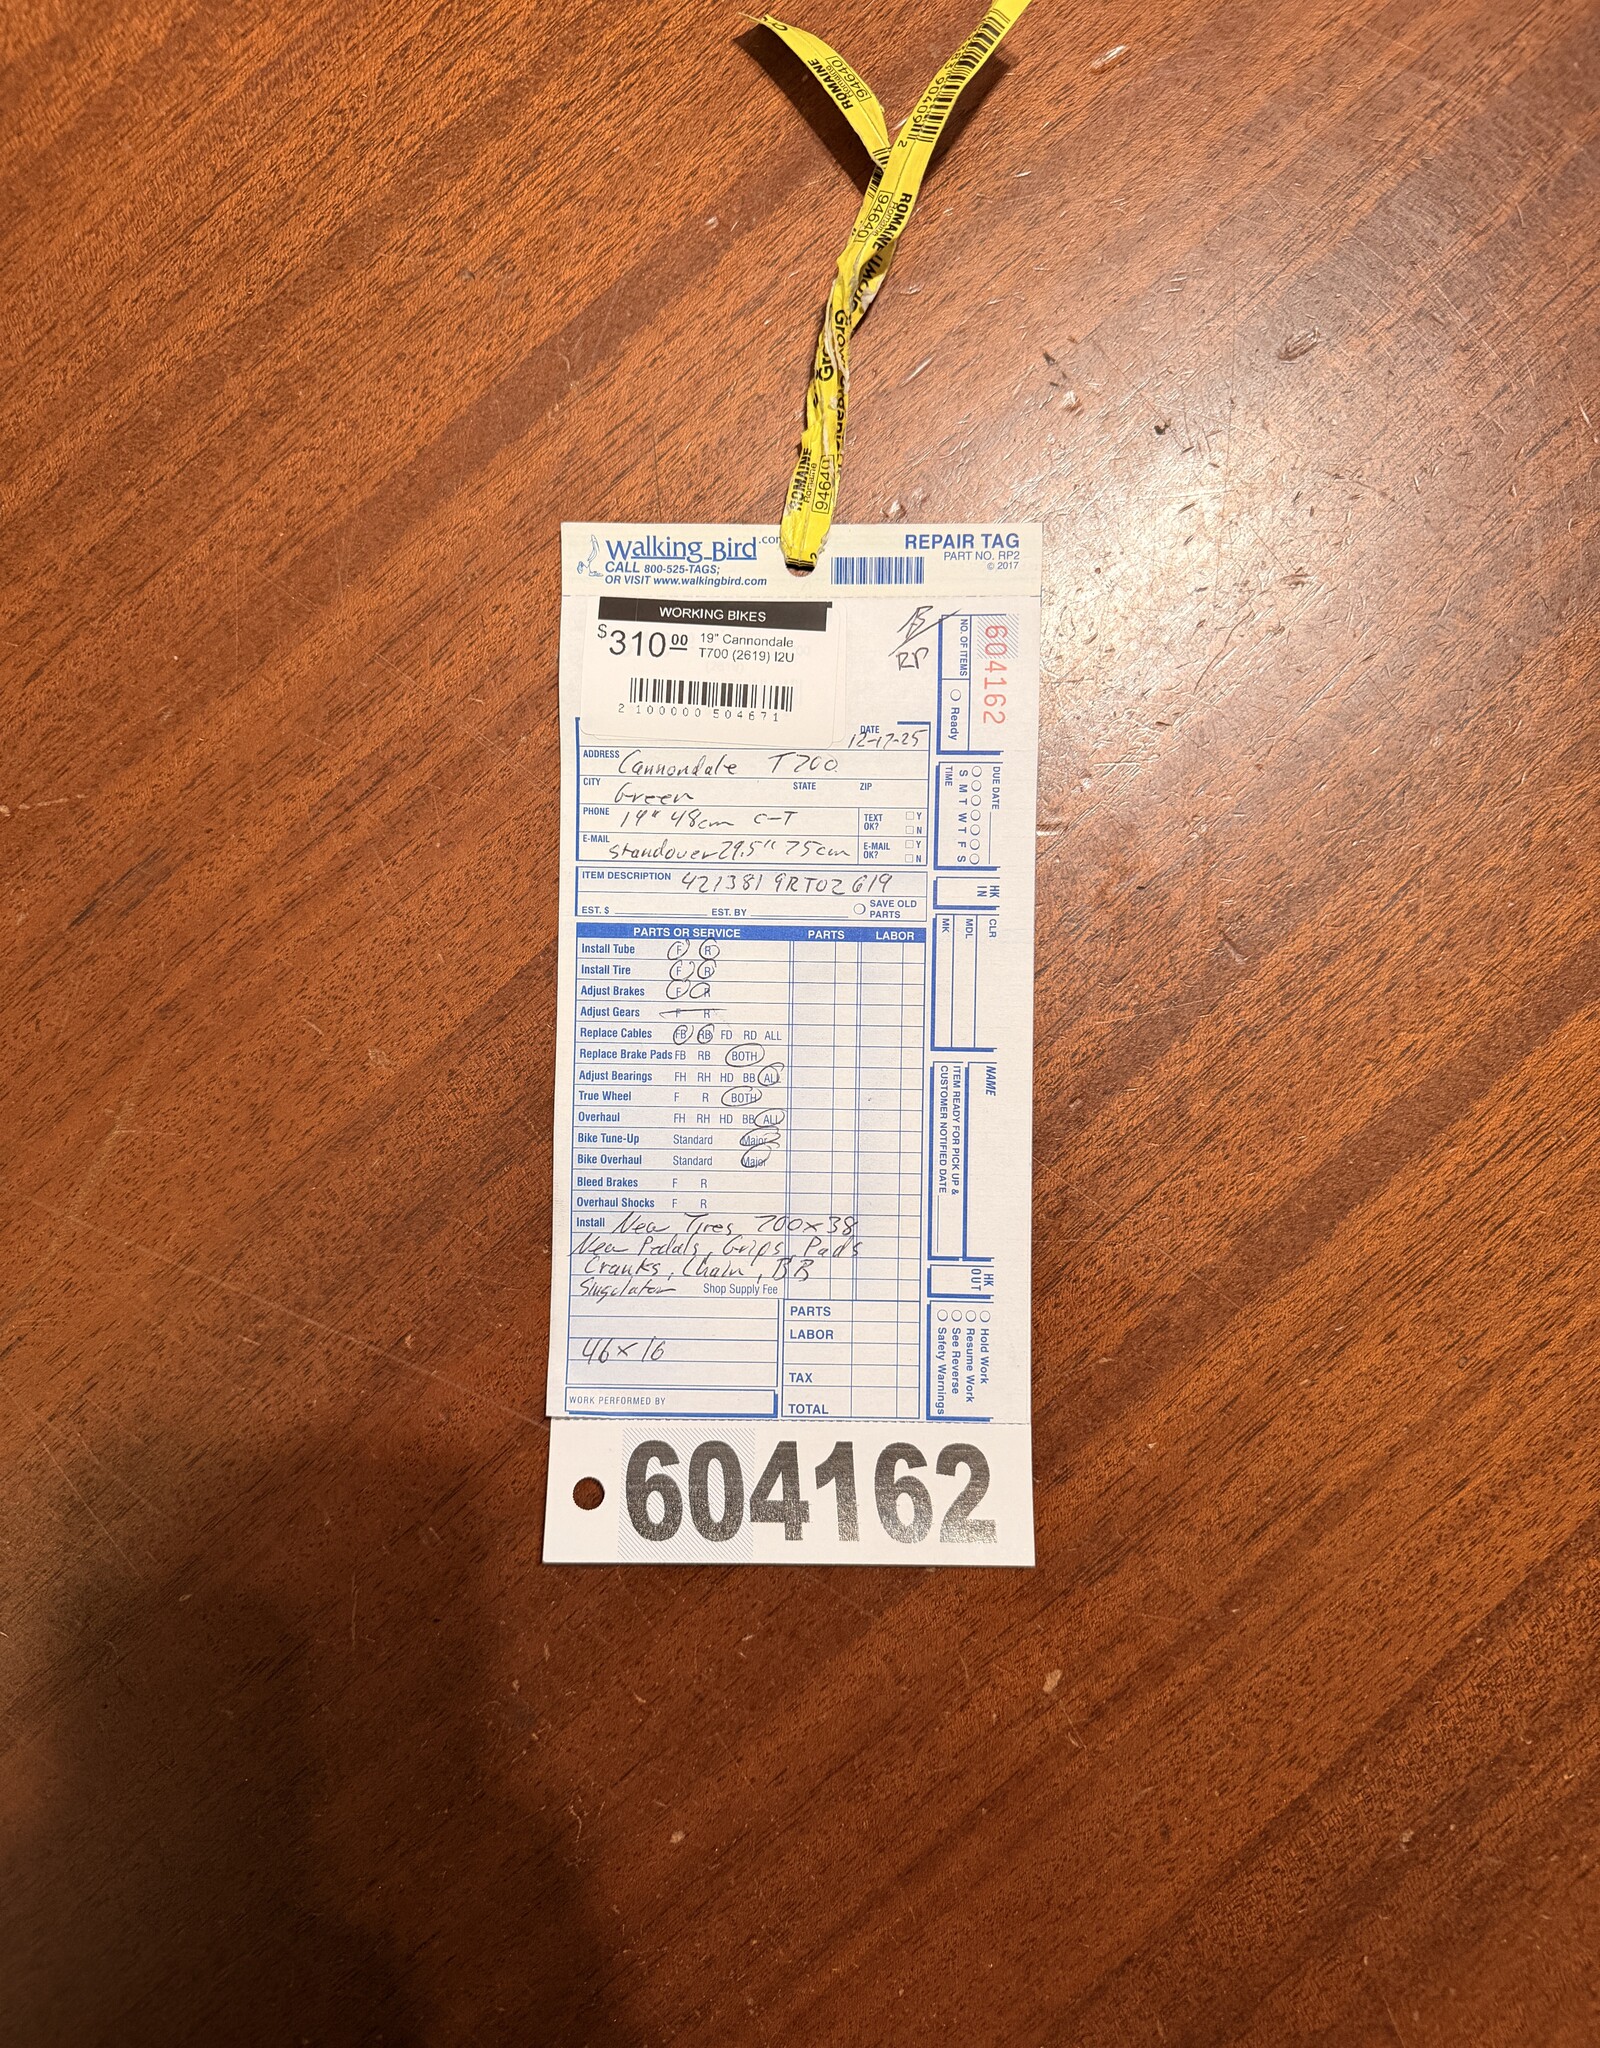 ROMAINE
Romaine
94640
90409
2
ROMAINE
Romaine
94640
ROMAINE
Romaine
94640
2
Walking Bird.com
CALL 800-525-TAGS;
OR VISIT www.walkingbird.com
REPAIR TAG
PART NO. RP2
© 2017
WORKING BIKES
$310.00
19" Cannondale
T700 (2619) I2U
2 100000 504671
RP
604162
NO. OF ITEMS
Ready
DATE
12-17-25
ADDRESS Cannondale T700
CITY Green STATE ZIP
PHONE 19" 48cm C-T TEXT OK? Y N
E-MAIL standover 29.5" 75cm E-MAIL OK? Y N
DUE DATE
S M T W T F S
TIME
ITEM DESCRIPTION 4213819RT02619
EST. $ EST. BY SAVE OLD PARTS
HK IN
CLR
MDL
MK
PARTS OR SERVICE PARTS LABOR
Install Tube F R
Install Tire F R
Adjust Brakes F R
Adjust Gears F R
Replace Cables FB RB FD RD ALL
Replace Brake Pads FB RB BOTH
Adjust Bearings FH RH HD BB ALL
True Wheel F R BOTH
Overhaul FH RH HD BB ALL
Bike Tune-Up Standard Major
Bike Overhaul Standard Major
Bleed Brakes F R
Overhaul Shocks F R
Install New Tires 700x38
New Pedals, Grips, Pads
Cranks, Chain, BB
Singulator Shop Supply Fee
NAME
ITEM READY FOR PICK UP &
CUSTOMER NOTIFIED DATE
HK OUT
Hold Work
Resume Work
See Reverse
Safety Warnings
46x16
PARTS
LABOR
TAX
TOTAL
WORK PERFORMED BY
604162